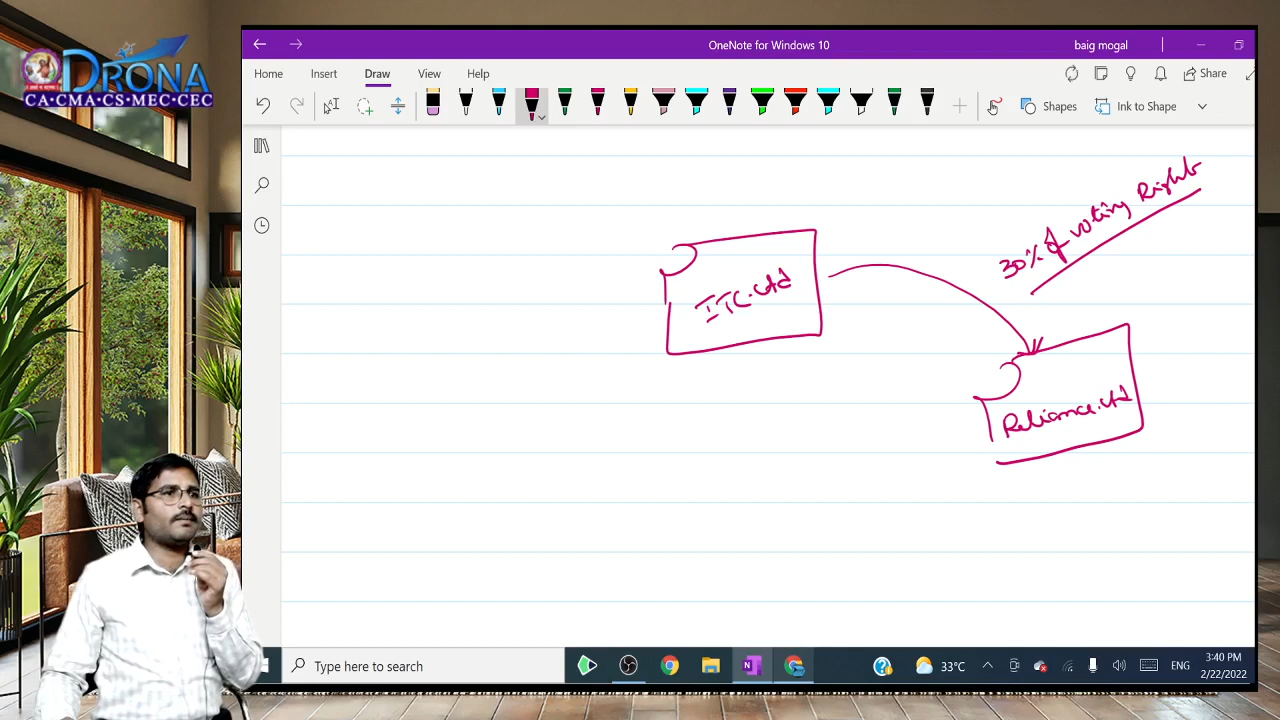 DRONA
CA•CMA•CS•MEC•CEC
OneNote for Windows 10
baig mogal
Home
Insert
Draw
View
Help
Share
Shapes
Ink to Shape
30% of voting Rights
ITC.Ltd
Reliance.Ltd
Type here to search
33°C
ENG
3:40 PM
2/22/2022